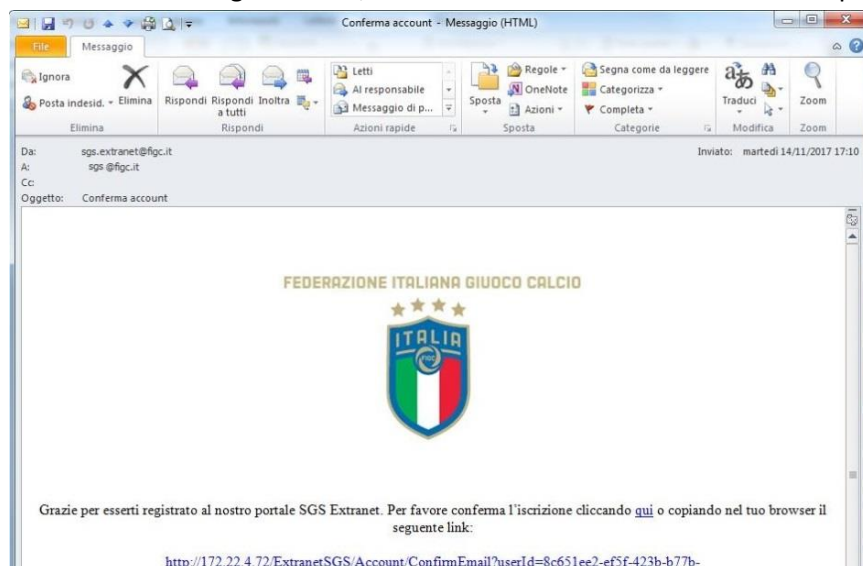 Conferma account - Messaggio (HTML)
File Messaggio
Ignora
Posta indesid.
Elimina
Elimina
Rispondi
Rispondi a tutti
Inoltra
Rispondi
Letti
Al responsabile
Messaggio di p...
Azioni rapide
Sposta
Regole
OneNote
Azioni
Sposta
Segna come da leggere
Categorizza
Completa
Categorie
Traduci
Modifica
Zoom
Zoom
Da: sgs.extranet@figc.it Inviato: martedì 14/11/2017 17:10
A: sgs @figc.it
Cc:
Oggetto: Conferma account
FEDERAZIONE ITALIANA GIUOCO CALCIO
ITALIA
FIGC
Grazie per esserti registrato al nostro portale SGS Extranet. Per favore conferma l'iscrizione cliccando qui o copiando nel tuo browser il
seguente link:
http://172.22.4.72/ExtranetSGS/Account/ConfirmEmail?userId=8c651ee2-ef5f-423b-b77b-